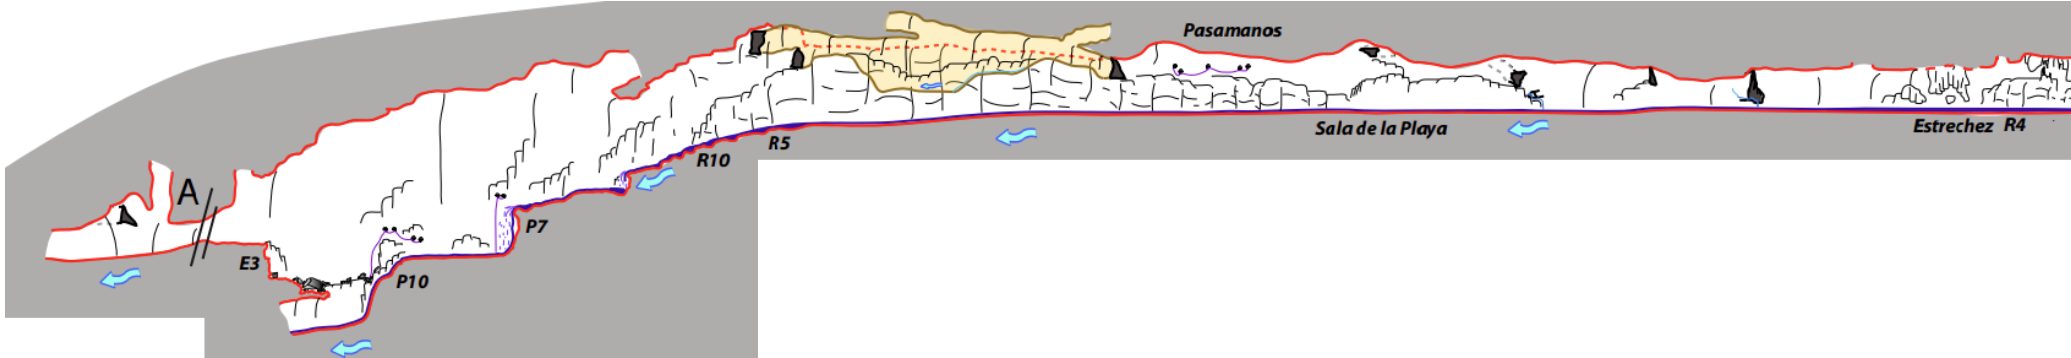 Pasamanos
Sala de la Playa
Estrechez R4
R5
R10
A
P7
E3
P10